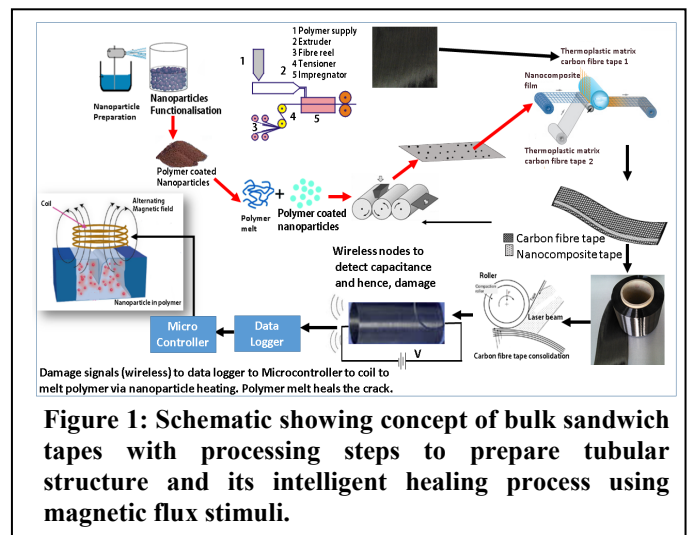 1 Polymer supply
2 Extruder
3 Fibre reel
4 Tensioner
5 Impregnator
1
2
3
4
5
Thermoplastic matrix
carbon fibre tape 1
Nanocomposite
film
Thermoplastic matrix
carbon fibre tape 2
Nanoparticle
Preparation
Nanoparticles
Functionalisation
Polymer coated
Nanoparticles
Polymer
melt
+
Polymer coated
nanoparticles
Coil
Alternating
Magnetic field
Nanoparticle in polymer
Carbon fibre tape
Nanocomposite tape
Wireless nodes to
detect capacitance
and hence, damage
Roller
Compaction
Laser beam
Carbon fibre tape consolidation
Micro
Controller
Data
Logger
V
Damage signals (wireless) to data logger to Microcontroller to coil to
melt polymer via nanoparticle heating. Polymer melt heals the crack.
Figure 1: Schematic showing concept of bulk sandwich
tapes with processing steps to prepare tubular
structure and its intelligent healing process using
magnetic flux stimuli.